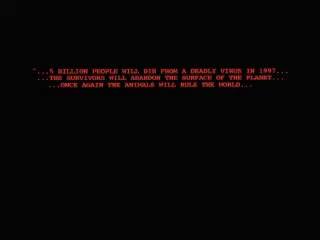 "...5 BILLION PEOPLE WILL DIE FROM A DEADLY VIRUS IN 1997...
...THE SURVIVORS WILL ABANDON THE SURFACE OF THE PLANET...
...ONCE AGAIN THE ANIMALS WILL RULE THE WORLD...